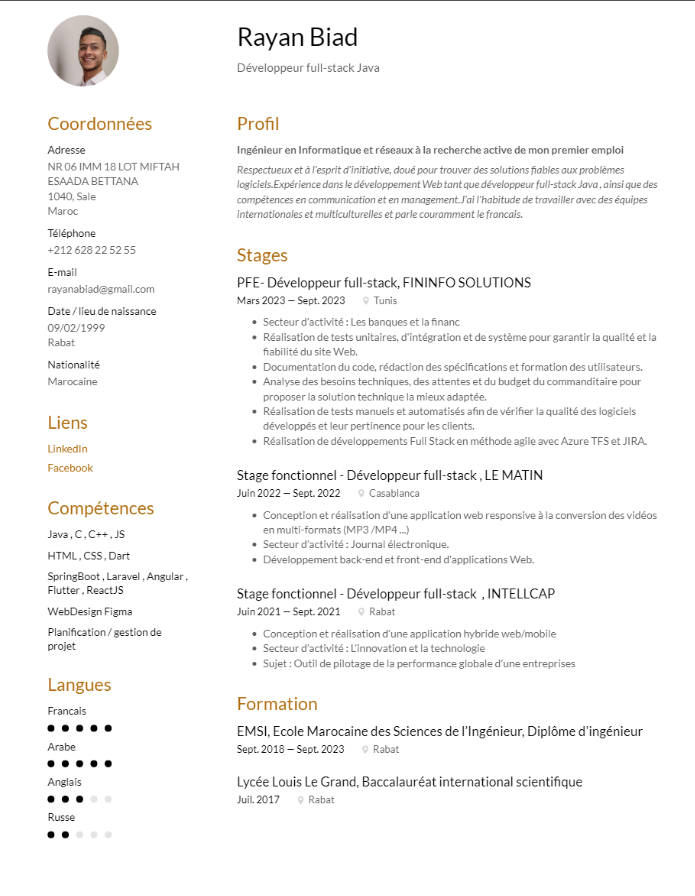 Rayan Biad
Développeur full-stack Java
Coordonnées
Adresse
NR 06 IMM 18 LOT MIFTAH
ESAADA BETTANA
1040, Sale
Maroc
Téléphone
+212 628 22 52 55
E-mail
rayanabiad@gmail.com
Date / lieu de naissance
09/02/1999
Rabat
Nationalité
Marocaine
Liens
LinkedIn
Facebook
Compétences
Java , C , C++ , JS
HTML , CSS , Dart
SpringBoot , Laravel , Angular ,
Flutter , ReactJS
WebDesign Figma
Planification / gestion de
projet
Langues
Francais
Arabe
Anglais
Russe
Profil
Ingénieur en Informatique et réseaux à la recherche active de mon premier emploi
Respectueux et à l'esprit d'initiative, doué pour trouver des solutions fiables aux problèmes
logiciels.Expérience dans le développement Web tant que développeur full-stack Java , ainsi que des
compétences en communication et en management.J'ai l'habitude de travailler avec des équipes
internationales et multiculturelles et parle couramment le francais.
Stages
PFE- Développeur full-stack, FININFO SOLUTIONS
Mars 2023 — Sept. 2023 Tunis
• Secteur d'activité : Les banques et la financ
• Réalisation de tests unitaires, d'intégration et de système pour garantir la qualité et la
fiabilité du site Web.
• Documentation du code, rédaction des spécifications et formation des utilisateurs.
• Analyse des besoins techniques, des attentes et du budget du commanditaire pour
proposer la solution technique la mieux adaptée.
• Réalisation de tests manuels et automatisés afin de vérifier la qualité des logiciels
développés et leur pertinence pour les clients.
• Réalisation de développements Full Stack en méthode agile avec Azure TFS et JIRA.
Stage fonctionnel - Développeur full-stack , LE MATIN
Juin 2022 — Sept. 2022 Casablanca
• Conception et réalisation d'une application web responsive à la conversion des vidéos
en multi-formats (MP3 /MP4 ...)
• Secteur d'activité : Journal électronique.
• Développement back-end et front-end d'applications Web.
Stage fonctionnel - Développeur full-stack , INTELLCAP
Juin 2021 — Sept. 2021 Rabat
• Conception et réalisation d'une application hybride web/mobile
• Secteur d'activité : L'innovation et la technologie
• Sujet : Outil de pilotage de la performance globale d'une entreprises
Formation
EMSI, Ecole Marocaine des Sciences de l'Ingénieur, Diplôme d'ingénieur
Sept. 2018 — Sept. 2023 Rabat
Lycée Louis Le Grand, Baccalauréat international scientifique
Juil. 2017 Rabat